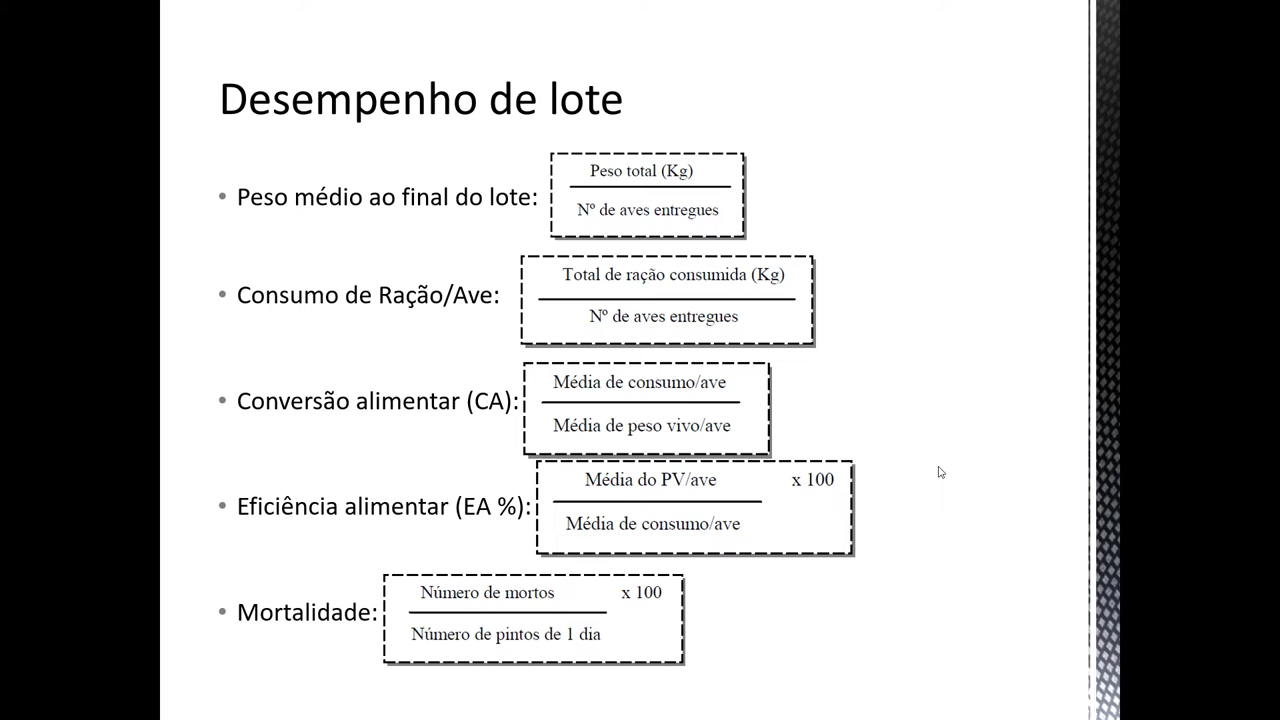 Desempenho de lote
• Peso médio ao final do lote:
Peso total (Kg)
Nº de aves entregues
• Consumo de Ração/Ave:
Total de ração consumida (Kg)
Nº de aves entregues
• Conversão alimentar (CA):
Média de consumo/ave
Média de peso vivo/ave
• Eficiência alimentar (EA %):
Média do PV/ave x 100
Média de consumo/ave
• Mortalidade:
Número de mortos x 100
Número de pintos de 1 dia